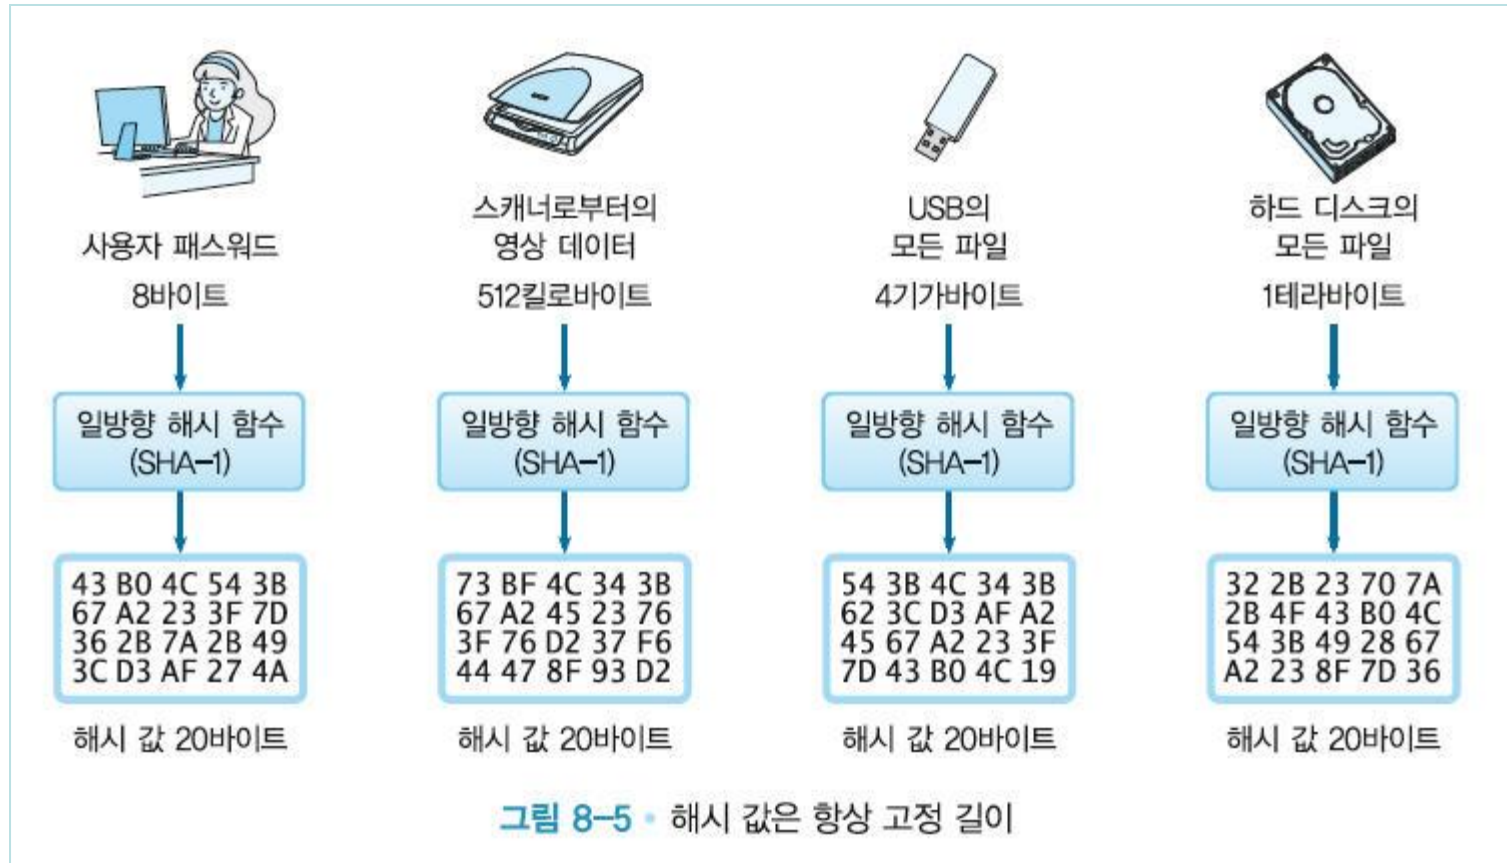 사용자 패스워드
8바이트
일방향 해시 함수
(SHA-1)
43 B0 4C 54 3B
67 A2 23 3F 7D
36 2B 7A 2B 49
3C D3 AF 27 4A
해시 값 20바이트
스캐너로부터의
영상 데이터
512킬로바이트
일방향 해시 함수
(SHA-1)
73 BF 4C 34 3B
67 A2 45 23 76
3F 76 D2 37 F6
44 47 8F 93 D2
해시 값 20바이트
USB의
모든 파일
4기가바이트
일방향 해시 함수
(SHA-1)
54 3B 4C 34 3B
62 3C D3 AF A2
45 67 A2 23 3F
7D 43 B0 4C 19
해시 값 20바이트
하드 디스크의
모든 파일
1테라바이트
일방향 해시 함수
(SHA-1)
32 2B 23 70 7A
2B 4F 43 B0 4C
54 3B 49 28 67
A2 23 8F 7D 36
해시 값 20바이트
그림 8-5 • 해시 값은 항상 고정 길이